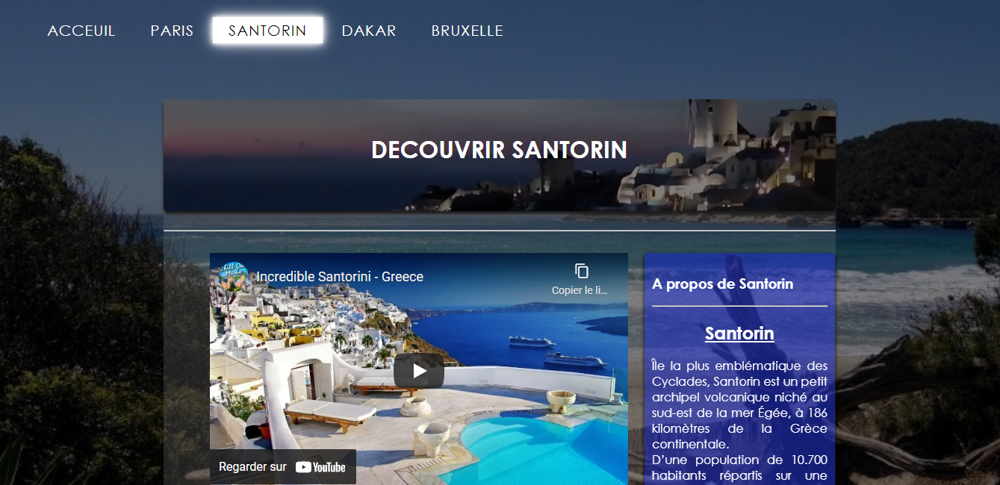 ACCEUIL PARIS SANTORIN DAKAR BRUXELLE
DECOUVRIR SANTORIN
Incredible Santorini - Greece
Copier le li...
Regarder sur YouTube
A propos de Santorin
Santorin
Île la plus emblématique des
Cyclades, Santorin est un petit
archipel volcanique niché au
sud-est de la mer Égée, à 186
kilomètres de la Grèce
continentale.
D’une population de 10.700
habitants répartis sur une